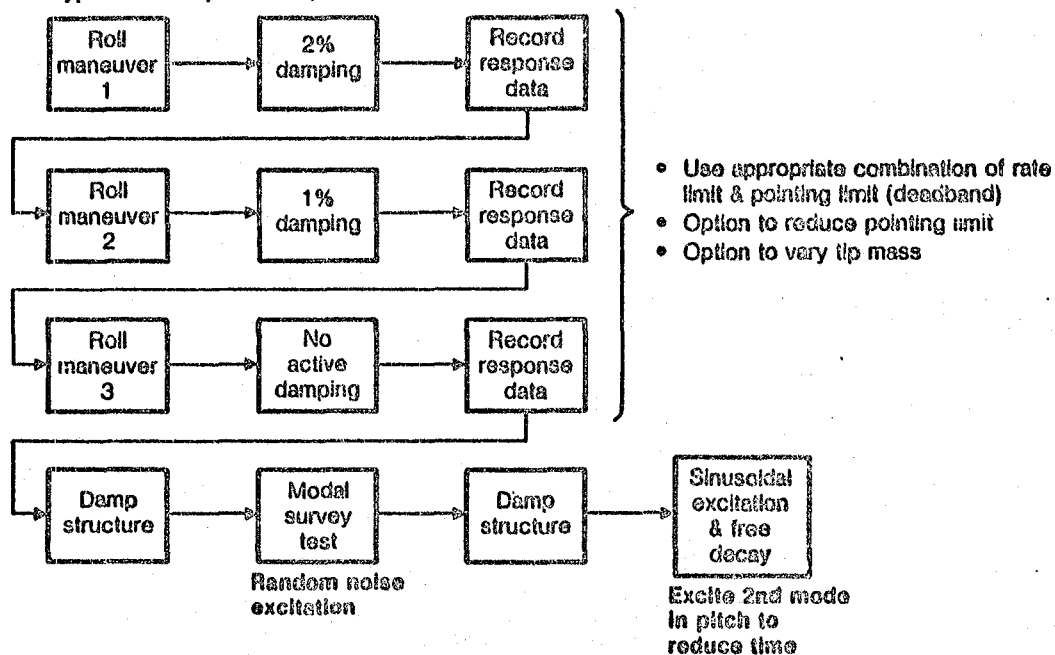 Roll
maneuver
1
2%
damping
Record
response
data
Roll
maneuver
2
1%
damping
Record
response
data
Roll
maneuver
3
No
active
damping
Record
response
data
• Use appropriate combination of rate
limit & pointing limit (deadband)
• Option to reduce pointing limit
• Option to vary tip mass
Damp
structure
Modal
survey
test
Damp
structure
Sinusoidal
excitation
& free
decay
Random noise
excitation
Excite 2nd mode
in pitch to
reduce time